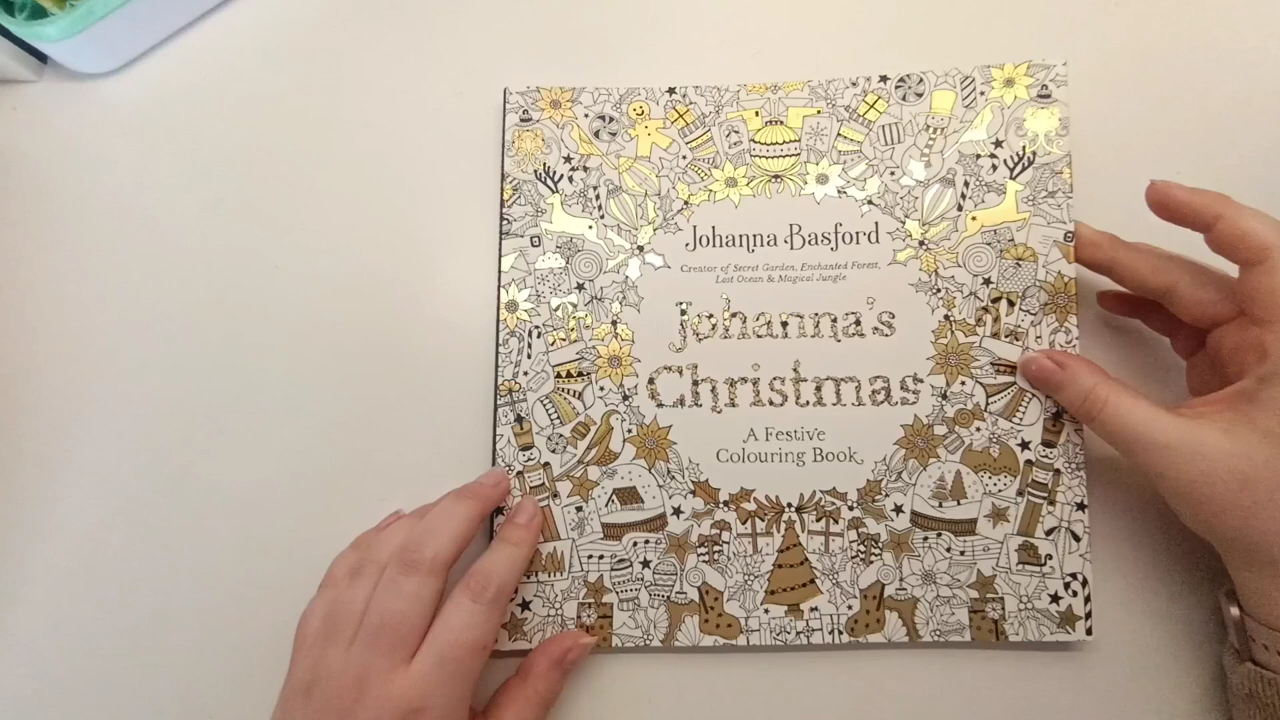 Johanna Basford
Creator of Secret Garden, Enchanted Forest,
Lost Ocean & Magical Jungle
Johanna's
Christmas
A Festive
Colouring Book